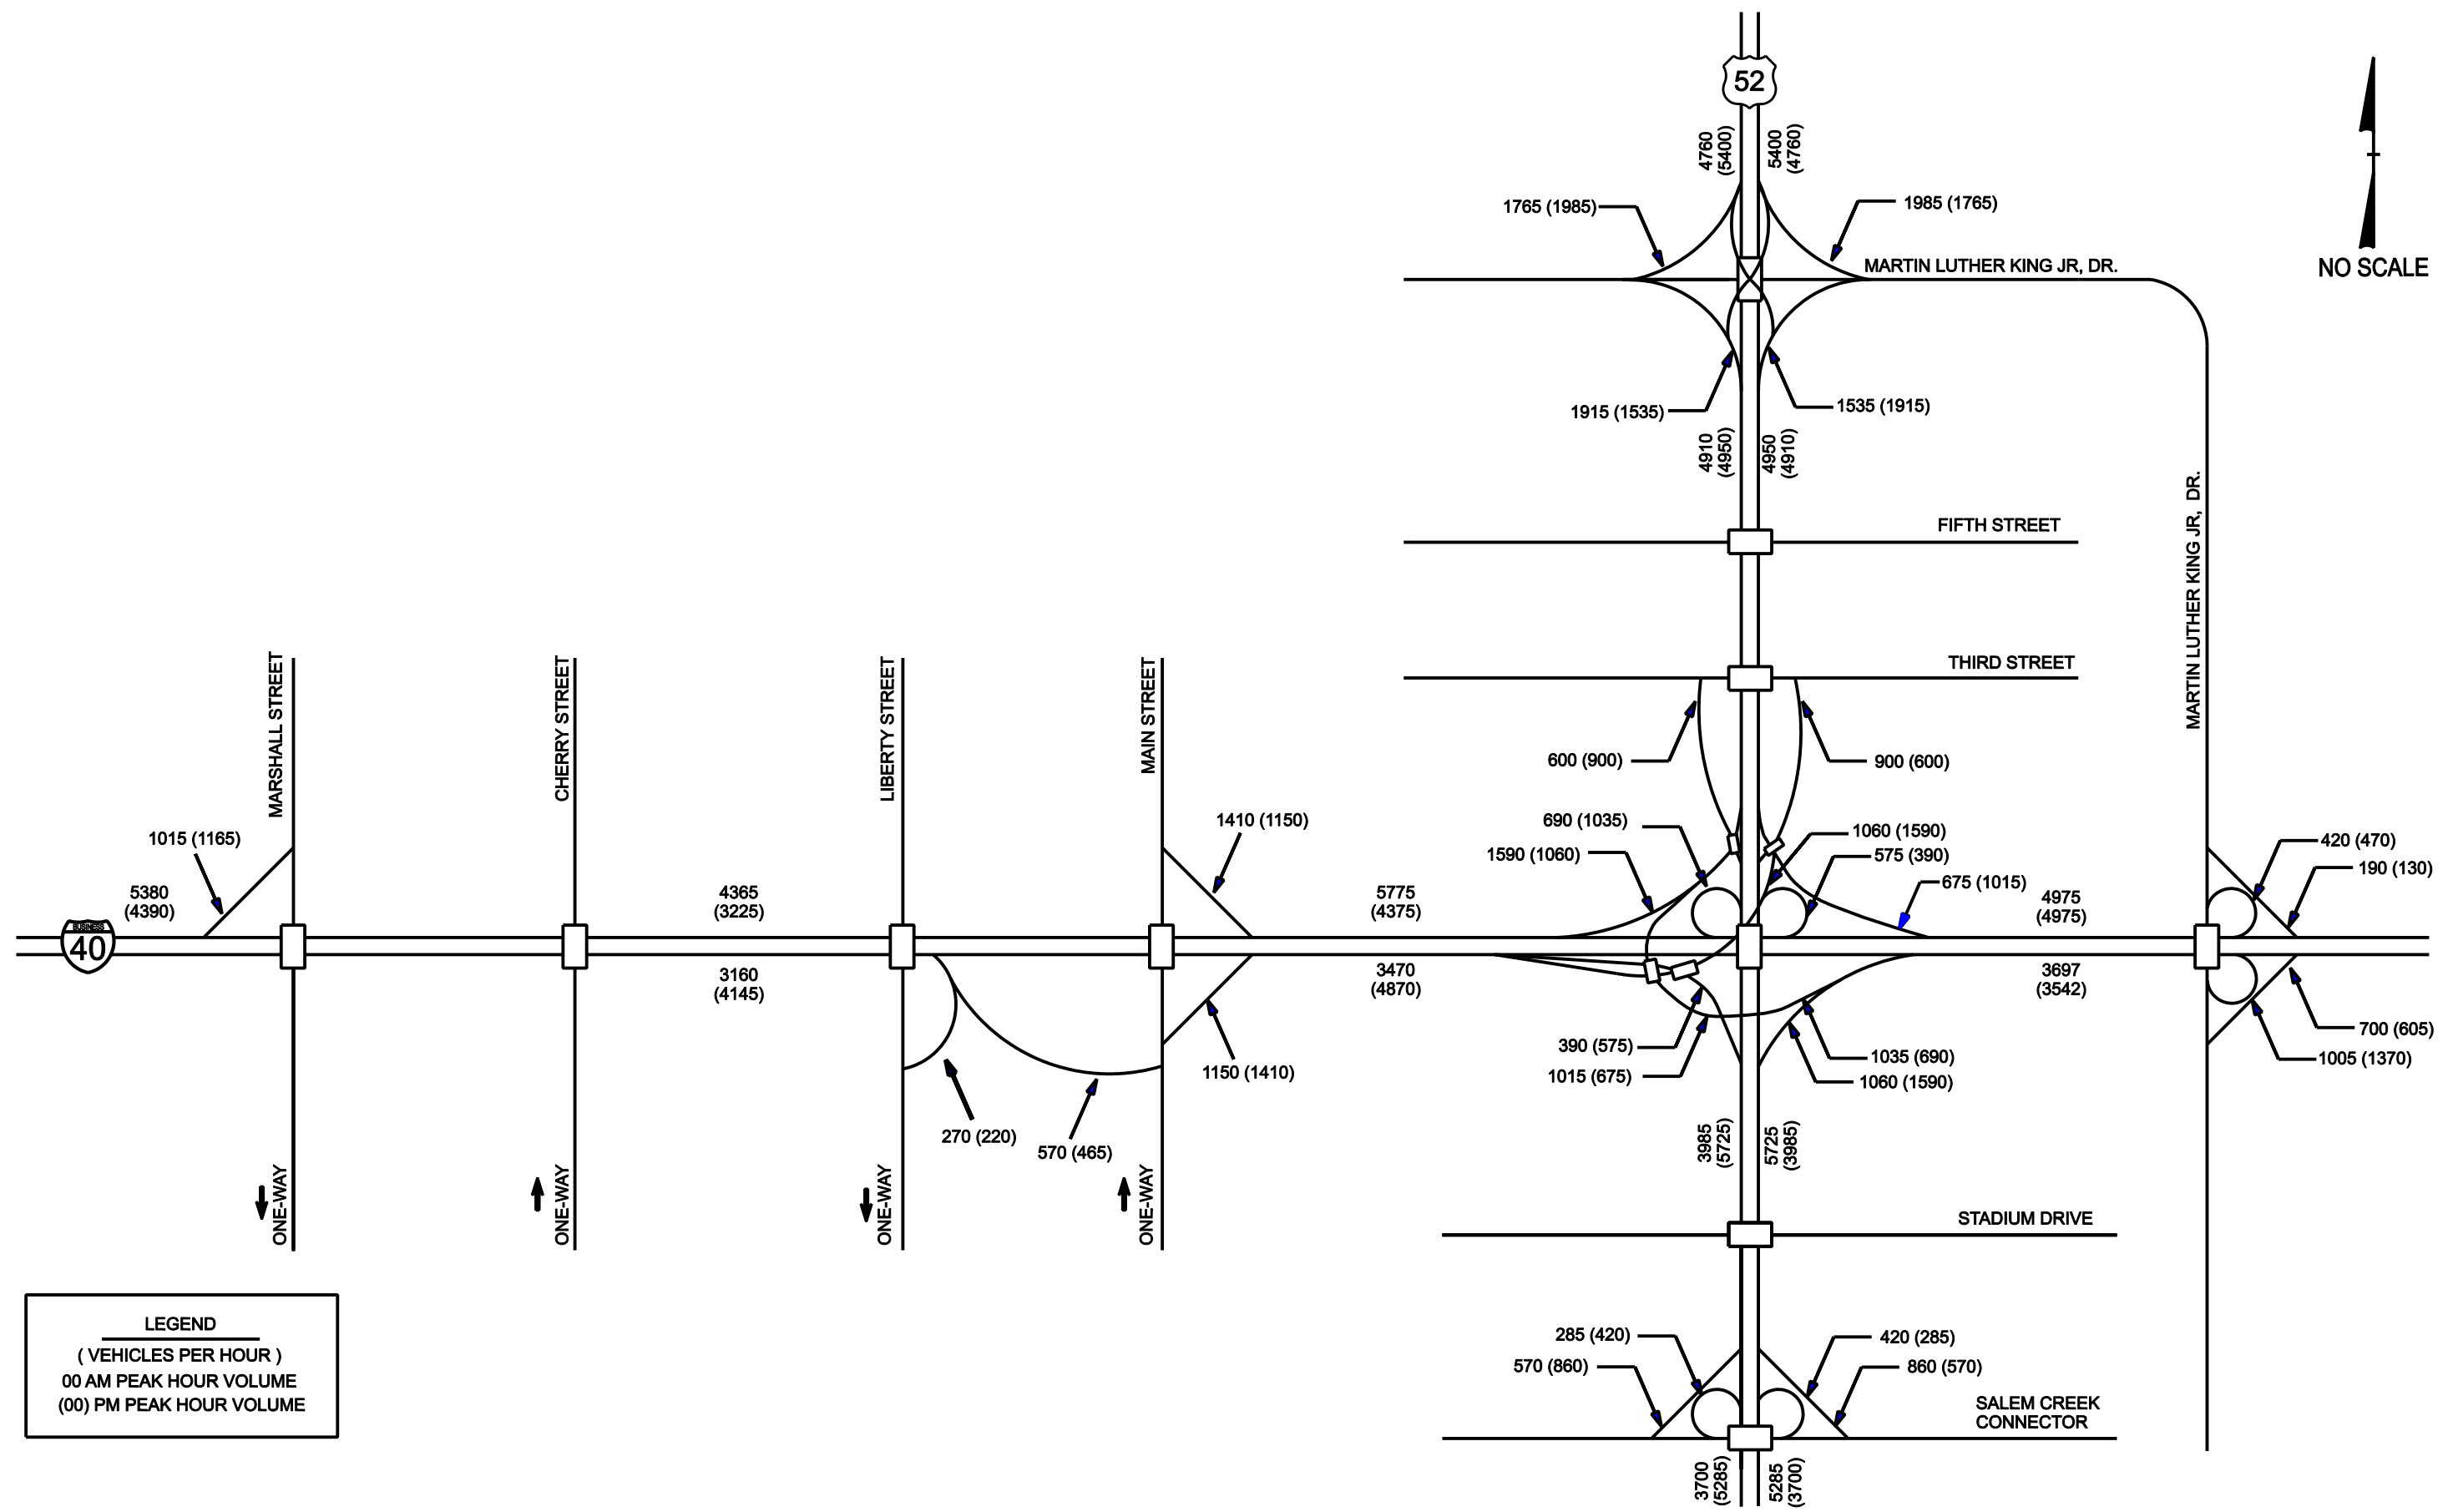 52
4760
(5400)
5400
(4760)
1765 (1985)
1985 (1765)
MARTIN LUTHER KING JR, DR.
NO SCALE
1915 (1535)
1535 (1915)
4910
(4950)
4950
(4910)
MARTIN LUTHER KING JR, DR.
FIFTH STREET
THIRD STREET
MARSHALL STREET
CHERRY STREET
LIBERTY STREET
MAIN STREET
600 (900)
900 (600)
1015 (1165)
1410 (1150)
690 (1035)
1590 (1060)
1060 (1590)
575 (390)
675 (1015)
420 (470)
190 (130)
5380
(4390)
4365
(3225)
5775
(4375)
4975
(4975)
BUSINESS
40
3160
(4145)
3470
(4870)
3697
(3542)
390 (575)
1015 (675)
1035 (690)
1060 (1590)
700 (605)
1005 (1370)
1150 (1410)
270 (220)
570 (465)
3985
(5725)
5725
(3985)
ONE-WAY
ONE-WAY
ONE-WAY
ONE-WAY
STADIUM DRIVE
LEGEND
( VEHICLES PER HOUR )
00 AM PEAK HOUR VOLUME
(00) PM PEAK HOUR VOLUME
285 (420)
570 (860)
420 (285)
860 (570)
SALEM CREEK
CONNECTOR
3700
(5285)
5285
(3700)